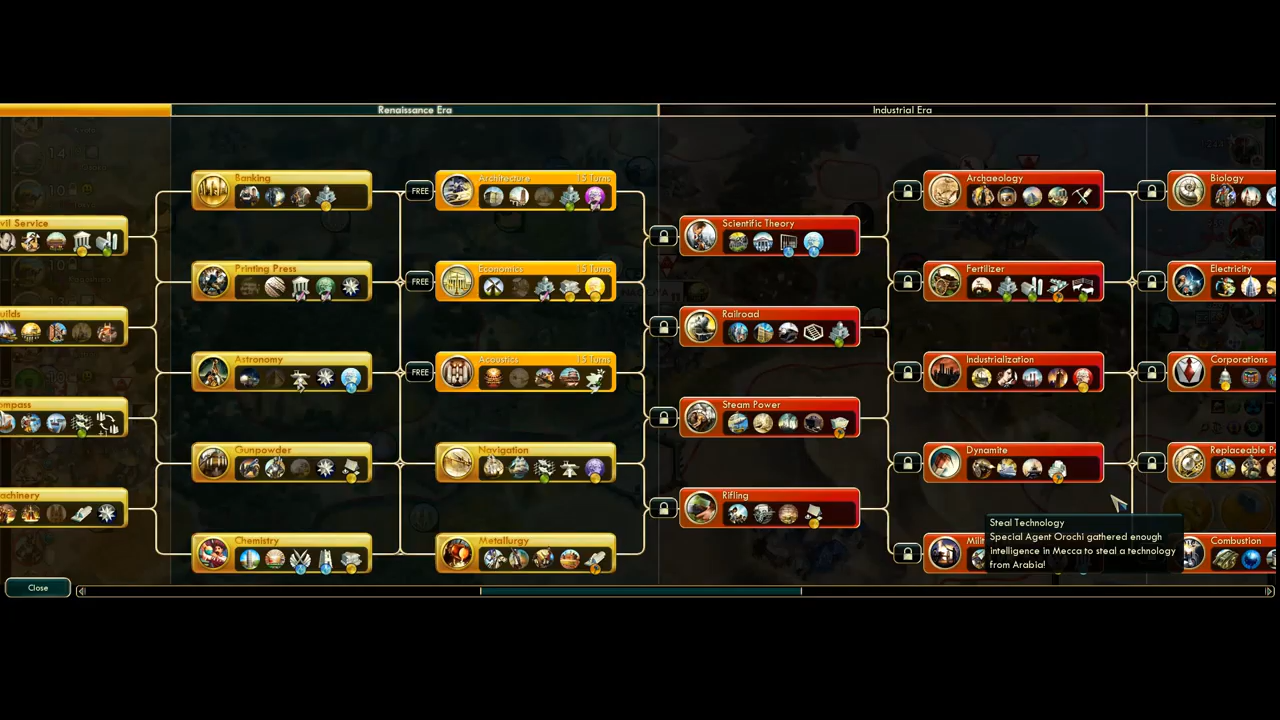 Renaissance Era
Industrial Era
Banking
FREE
Architecture
15 Turns
Archaeology
Biology
vil Service
Scientific Theory
Printing Press
FREE
Economics
15 Turns
Fertilizer
Electricity
uilds
Railroad
Astronomy
FREE
Acoustics
15 Turns
Industrialization
Corporations
ompass
Steam Power
Gunpowder
Navigation
Dynamite
Replaceable P
achinery
Rifling
Chemistry
Metallurgy
Milit
Combustion
Steal Technology
Special Agent Orochi gathered enough
intelligence in Mecca to steal a technology
from Arabia!
Close